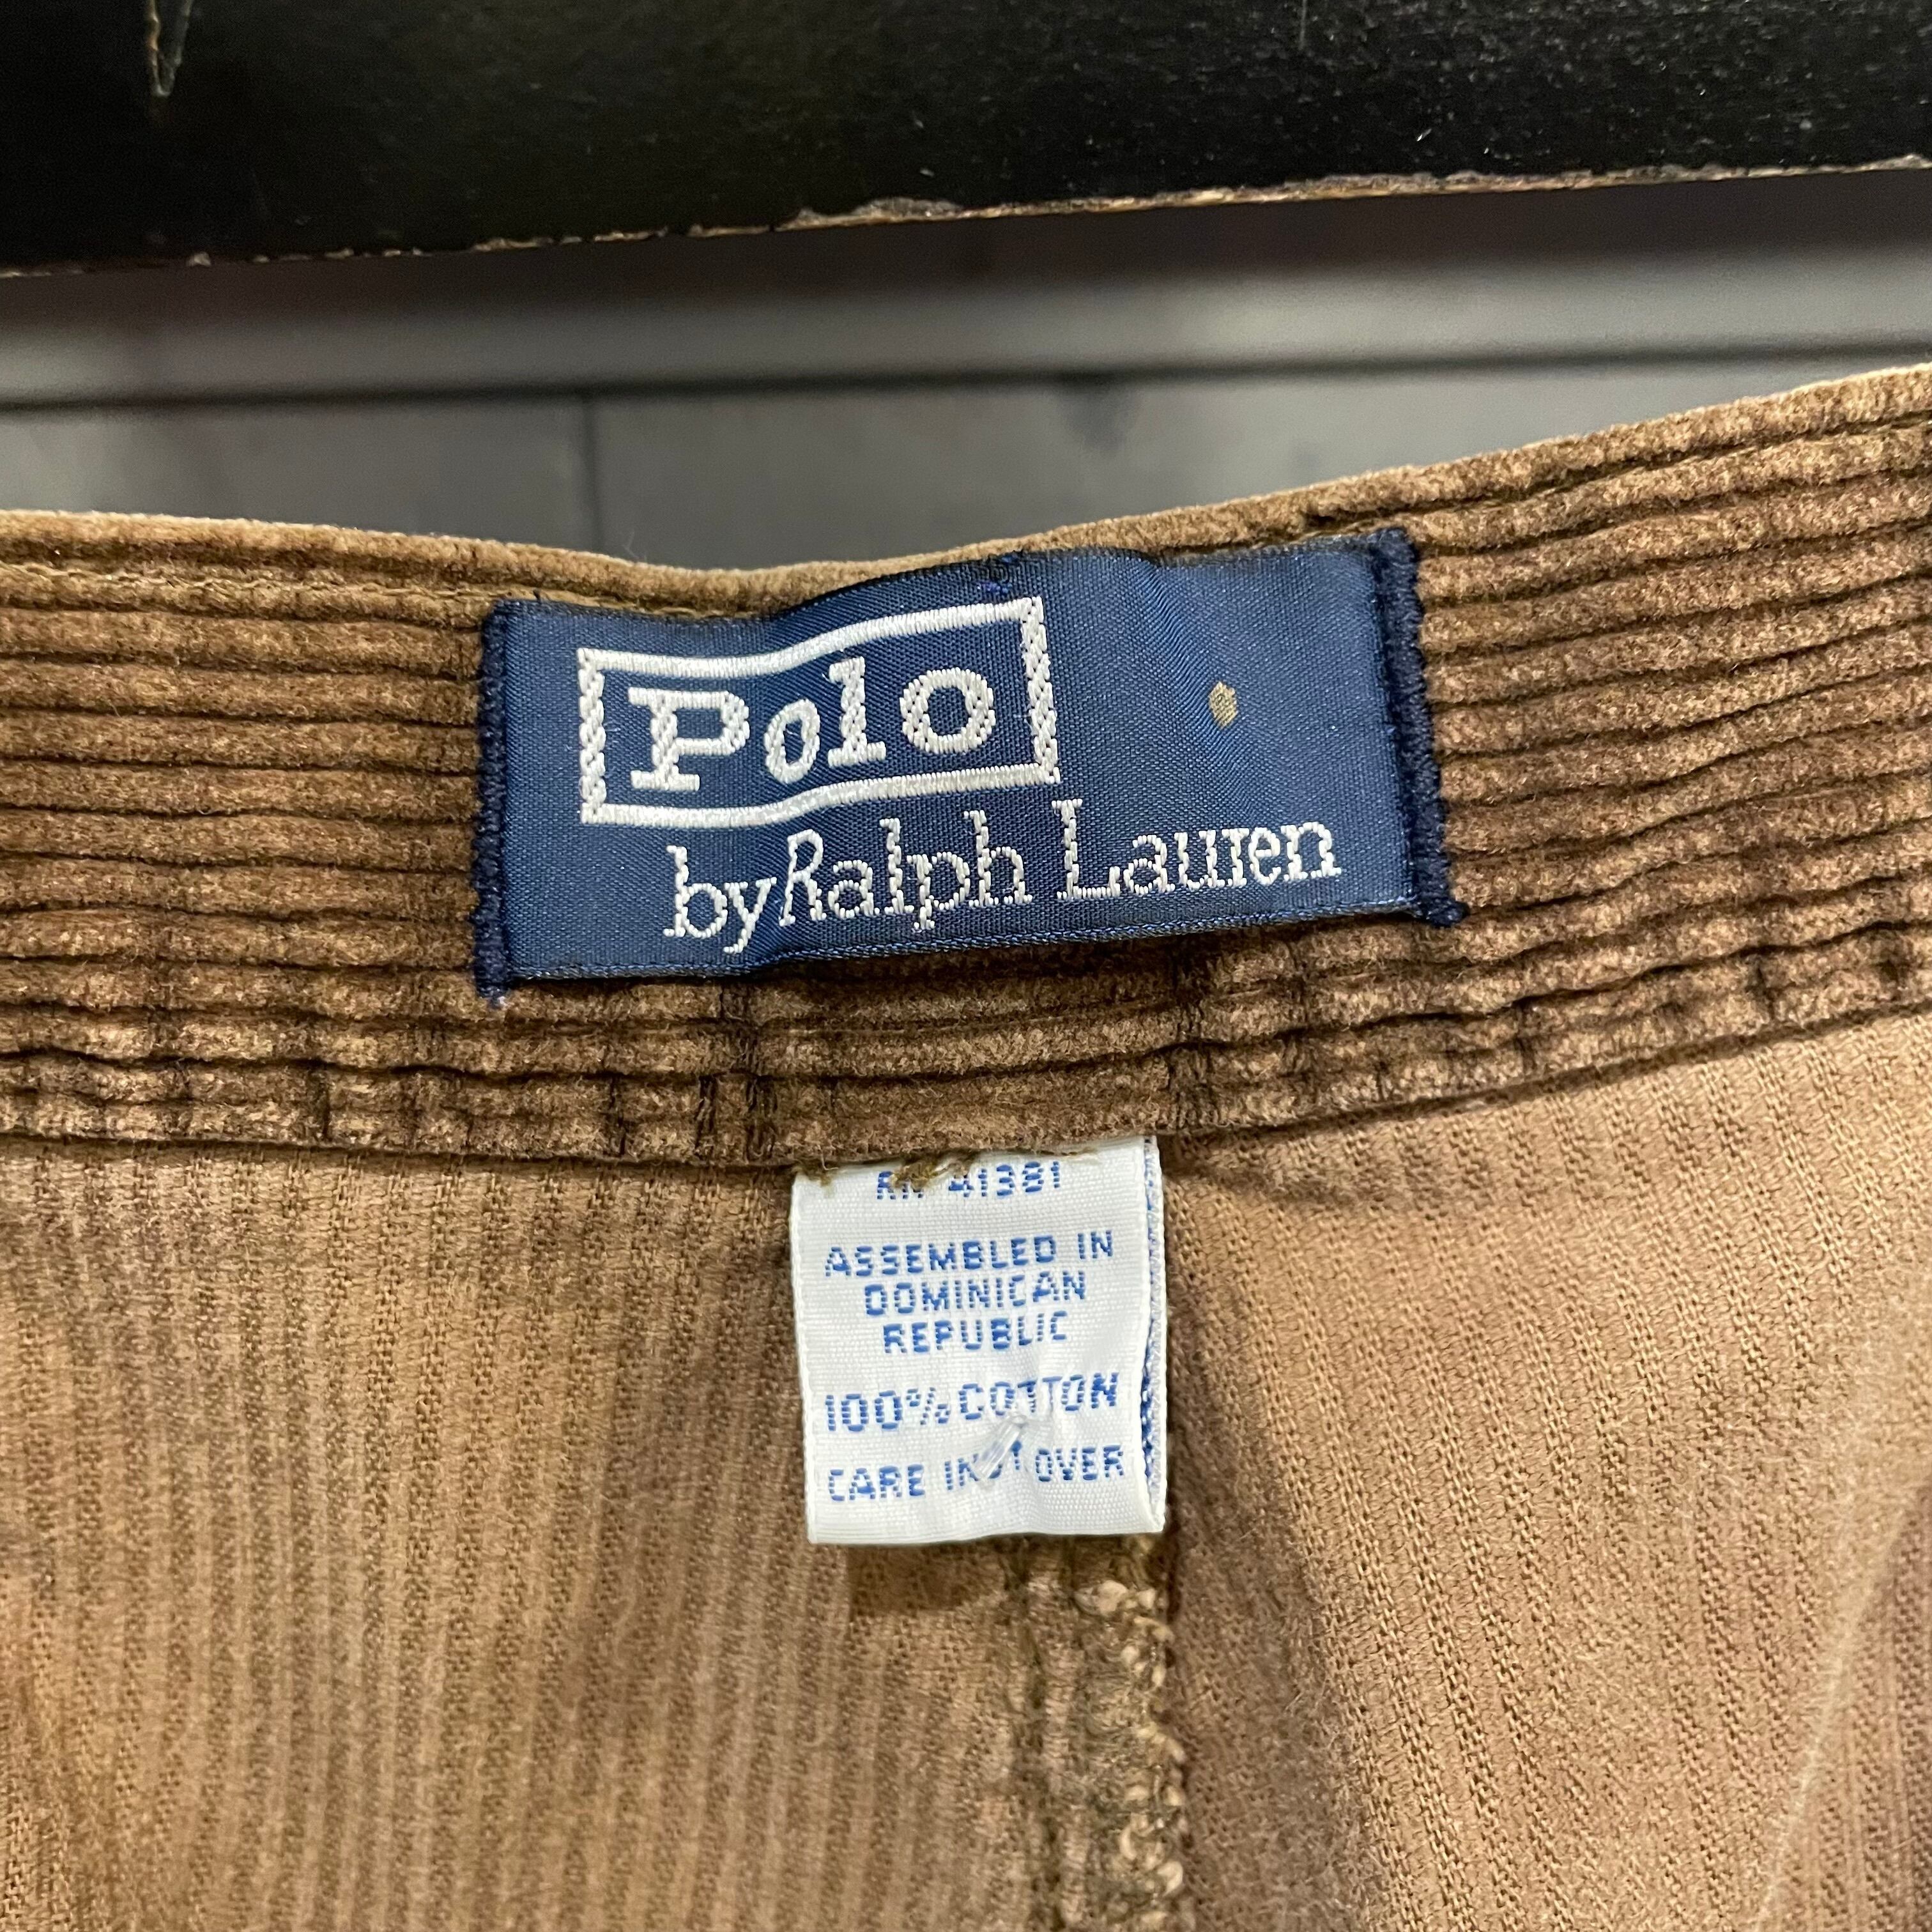 Polo
by Ralph Lauren
RN 41381
ASSEMBLED IN
DOMINICAN
REPUBLIC
100% COTTON
CARE INST OVER